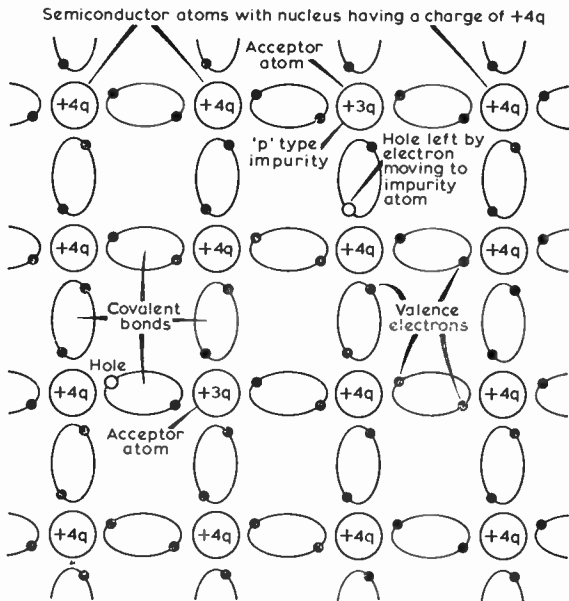 Semiconductor atoms with nucleus having a charge of +4q
Acceptor
atom
+4q
+4q
+3q
+4q
'p' type
impurity
Hole left by
electron
moving to
impurity
atom
+4q
+4q
+4q
+4q
Covalent
bonds
Valence
electrons
Hole
+4q
+3q
+4q
+4q
Acceptor
atom
+4q
+4q
+4q
+4q